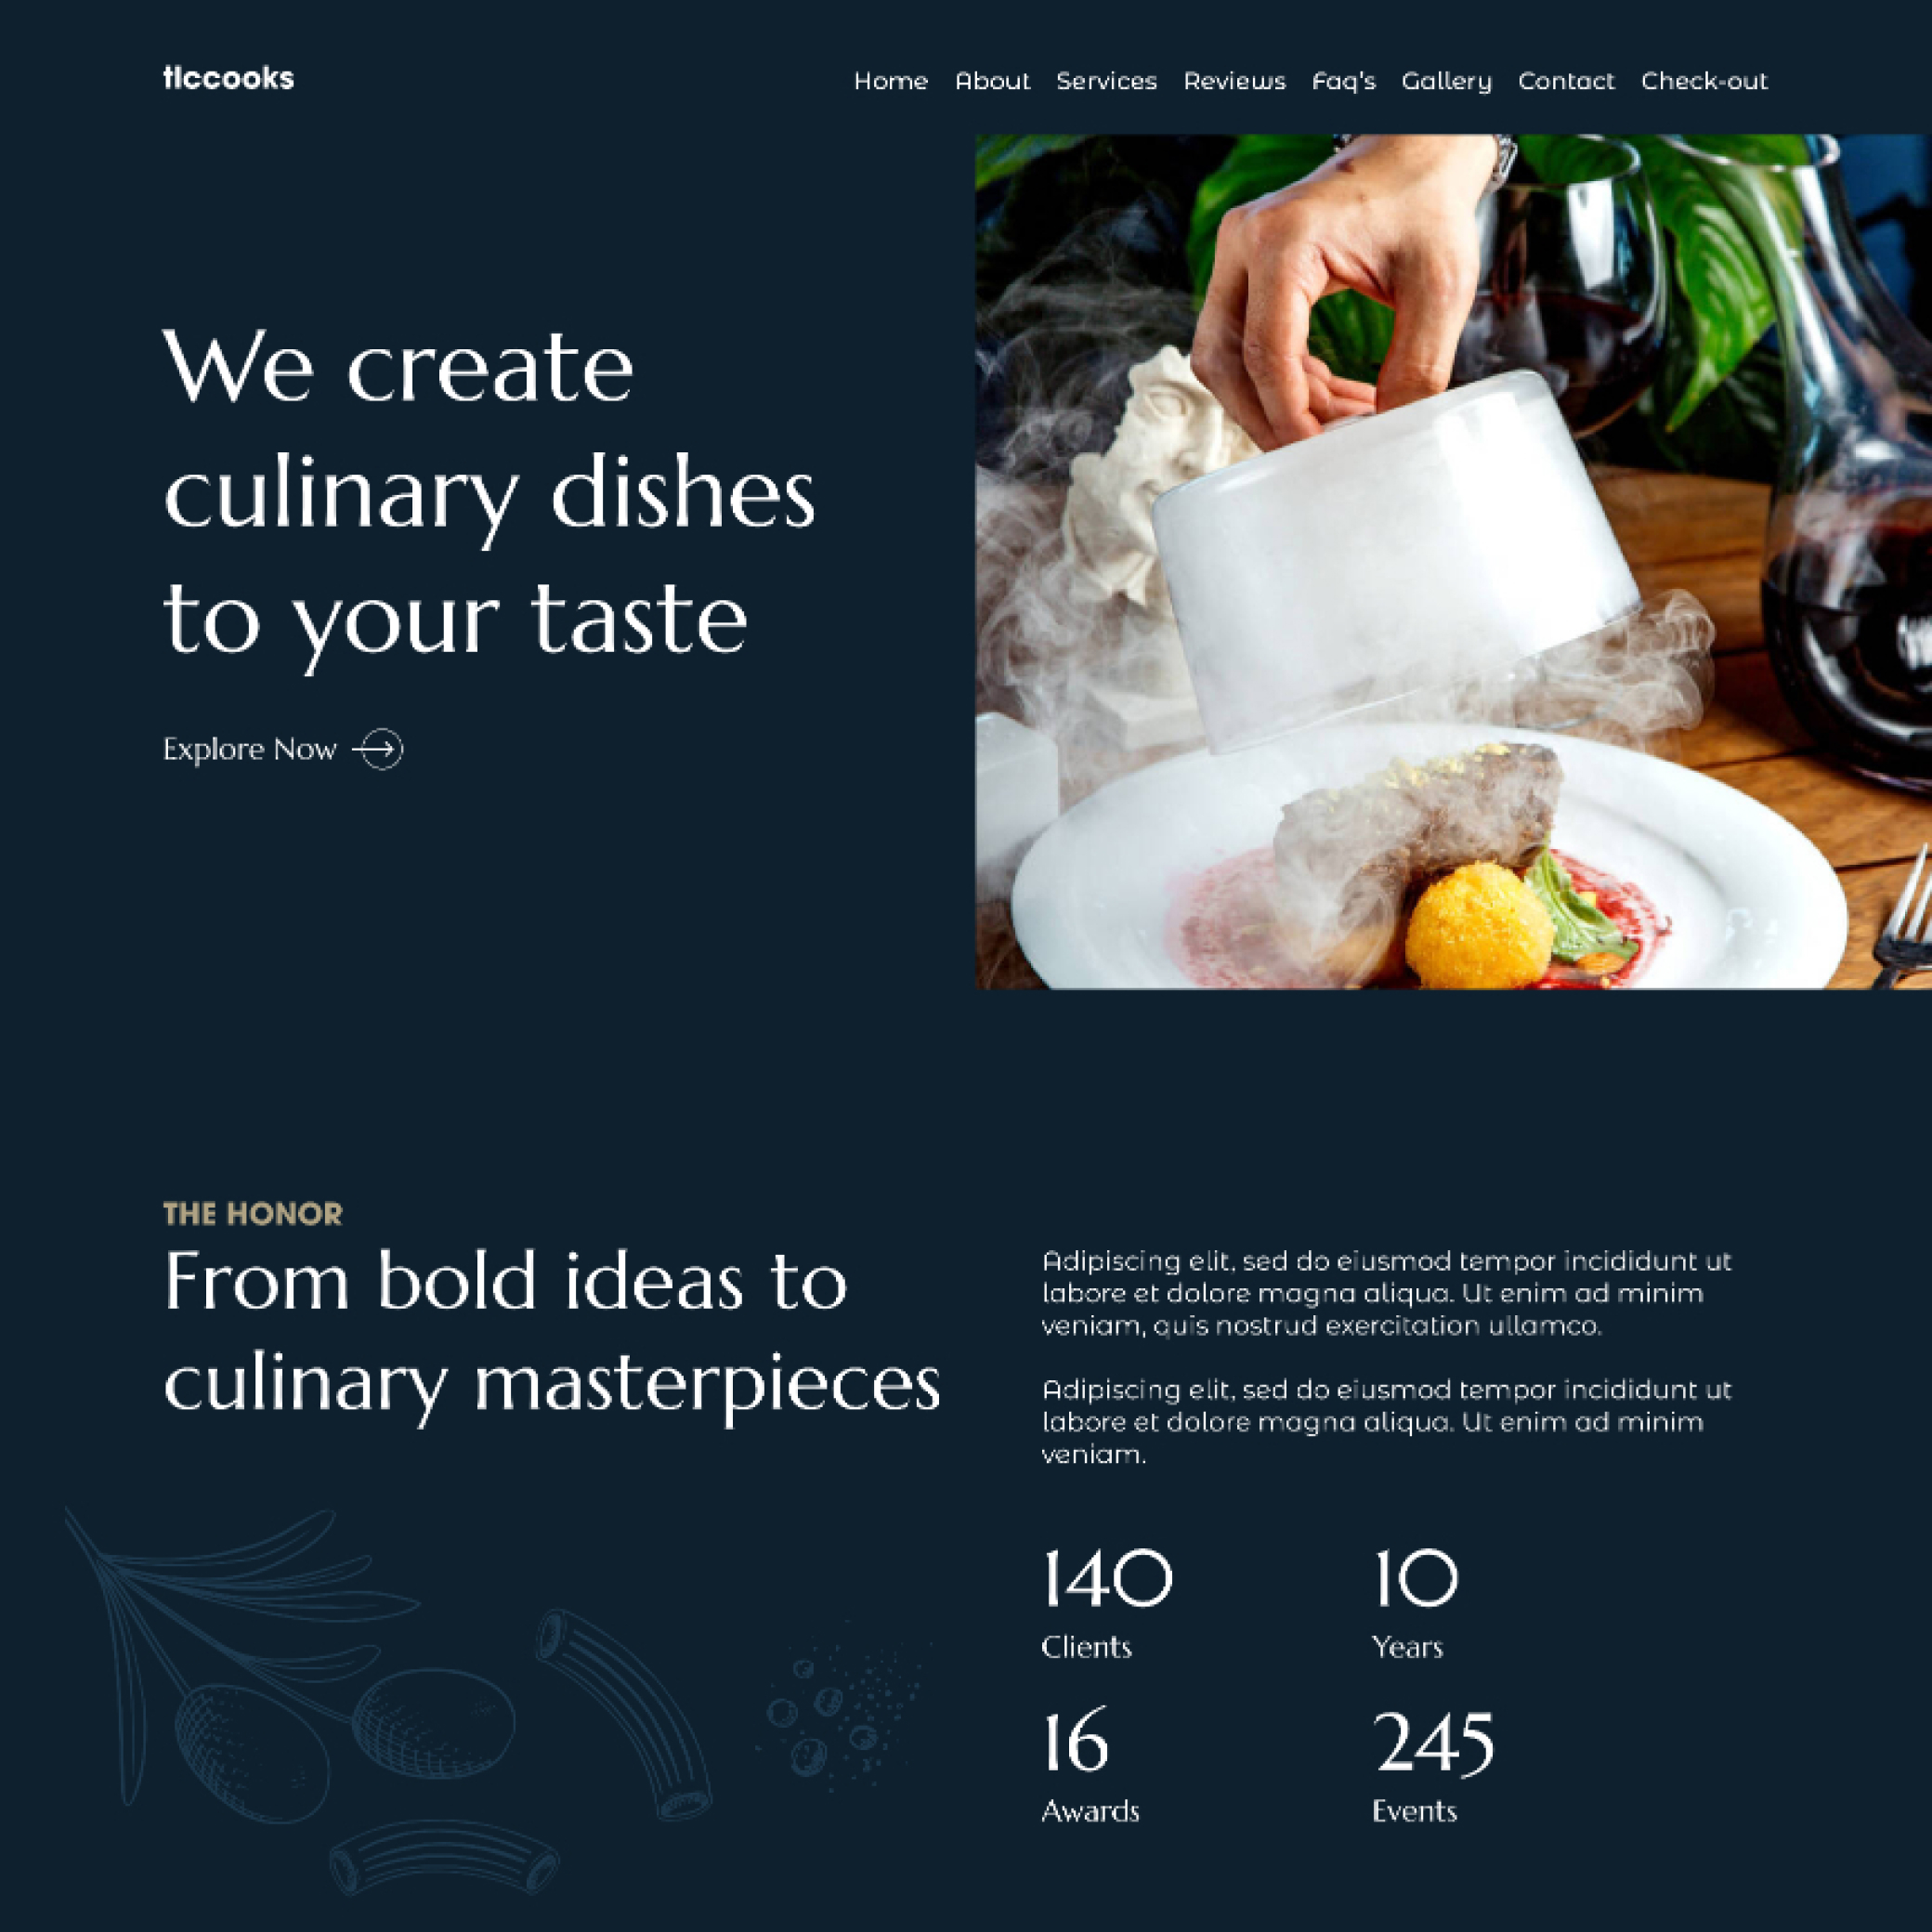 tlccooks
Home About Services Reviews Faq's Gallery Contact Check-out
We create
culinary dishes
to your taste
Explore Now
THE HONOR
From bold ideas to
culinary masterpieces
Adipiscing elit, sed do eiusmod tempor incididunt ut
labore et dolore magna aliqua. Ut enim ad minim
veniam, quis nostrud exercitation ullamco.
Adipiscing elit, sed do eiusmod tempor incididunt ut
labore et dolore magna aliqua. Ut enim ad minim
veniam.
140
Clients
10
Years
16
Awards
245
Events